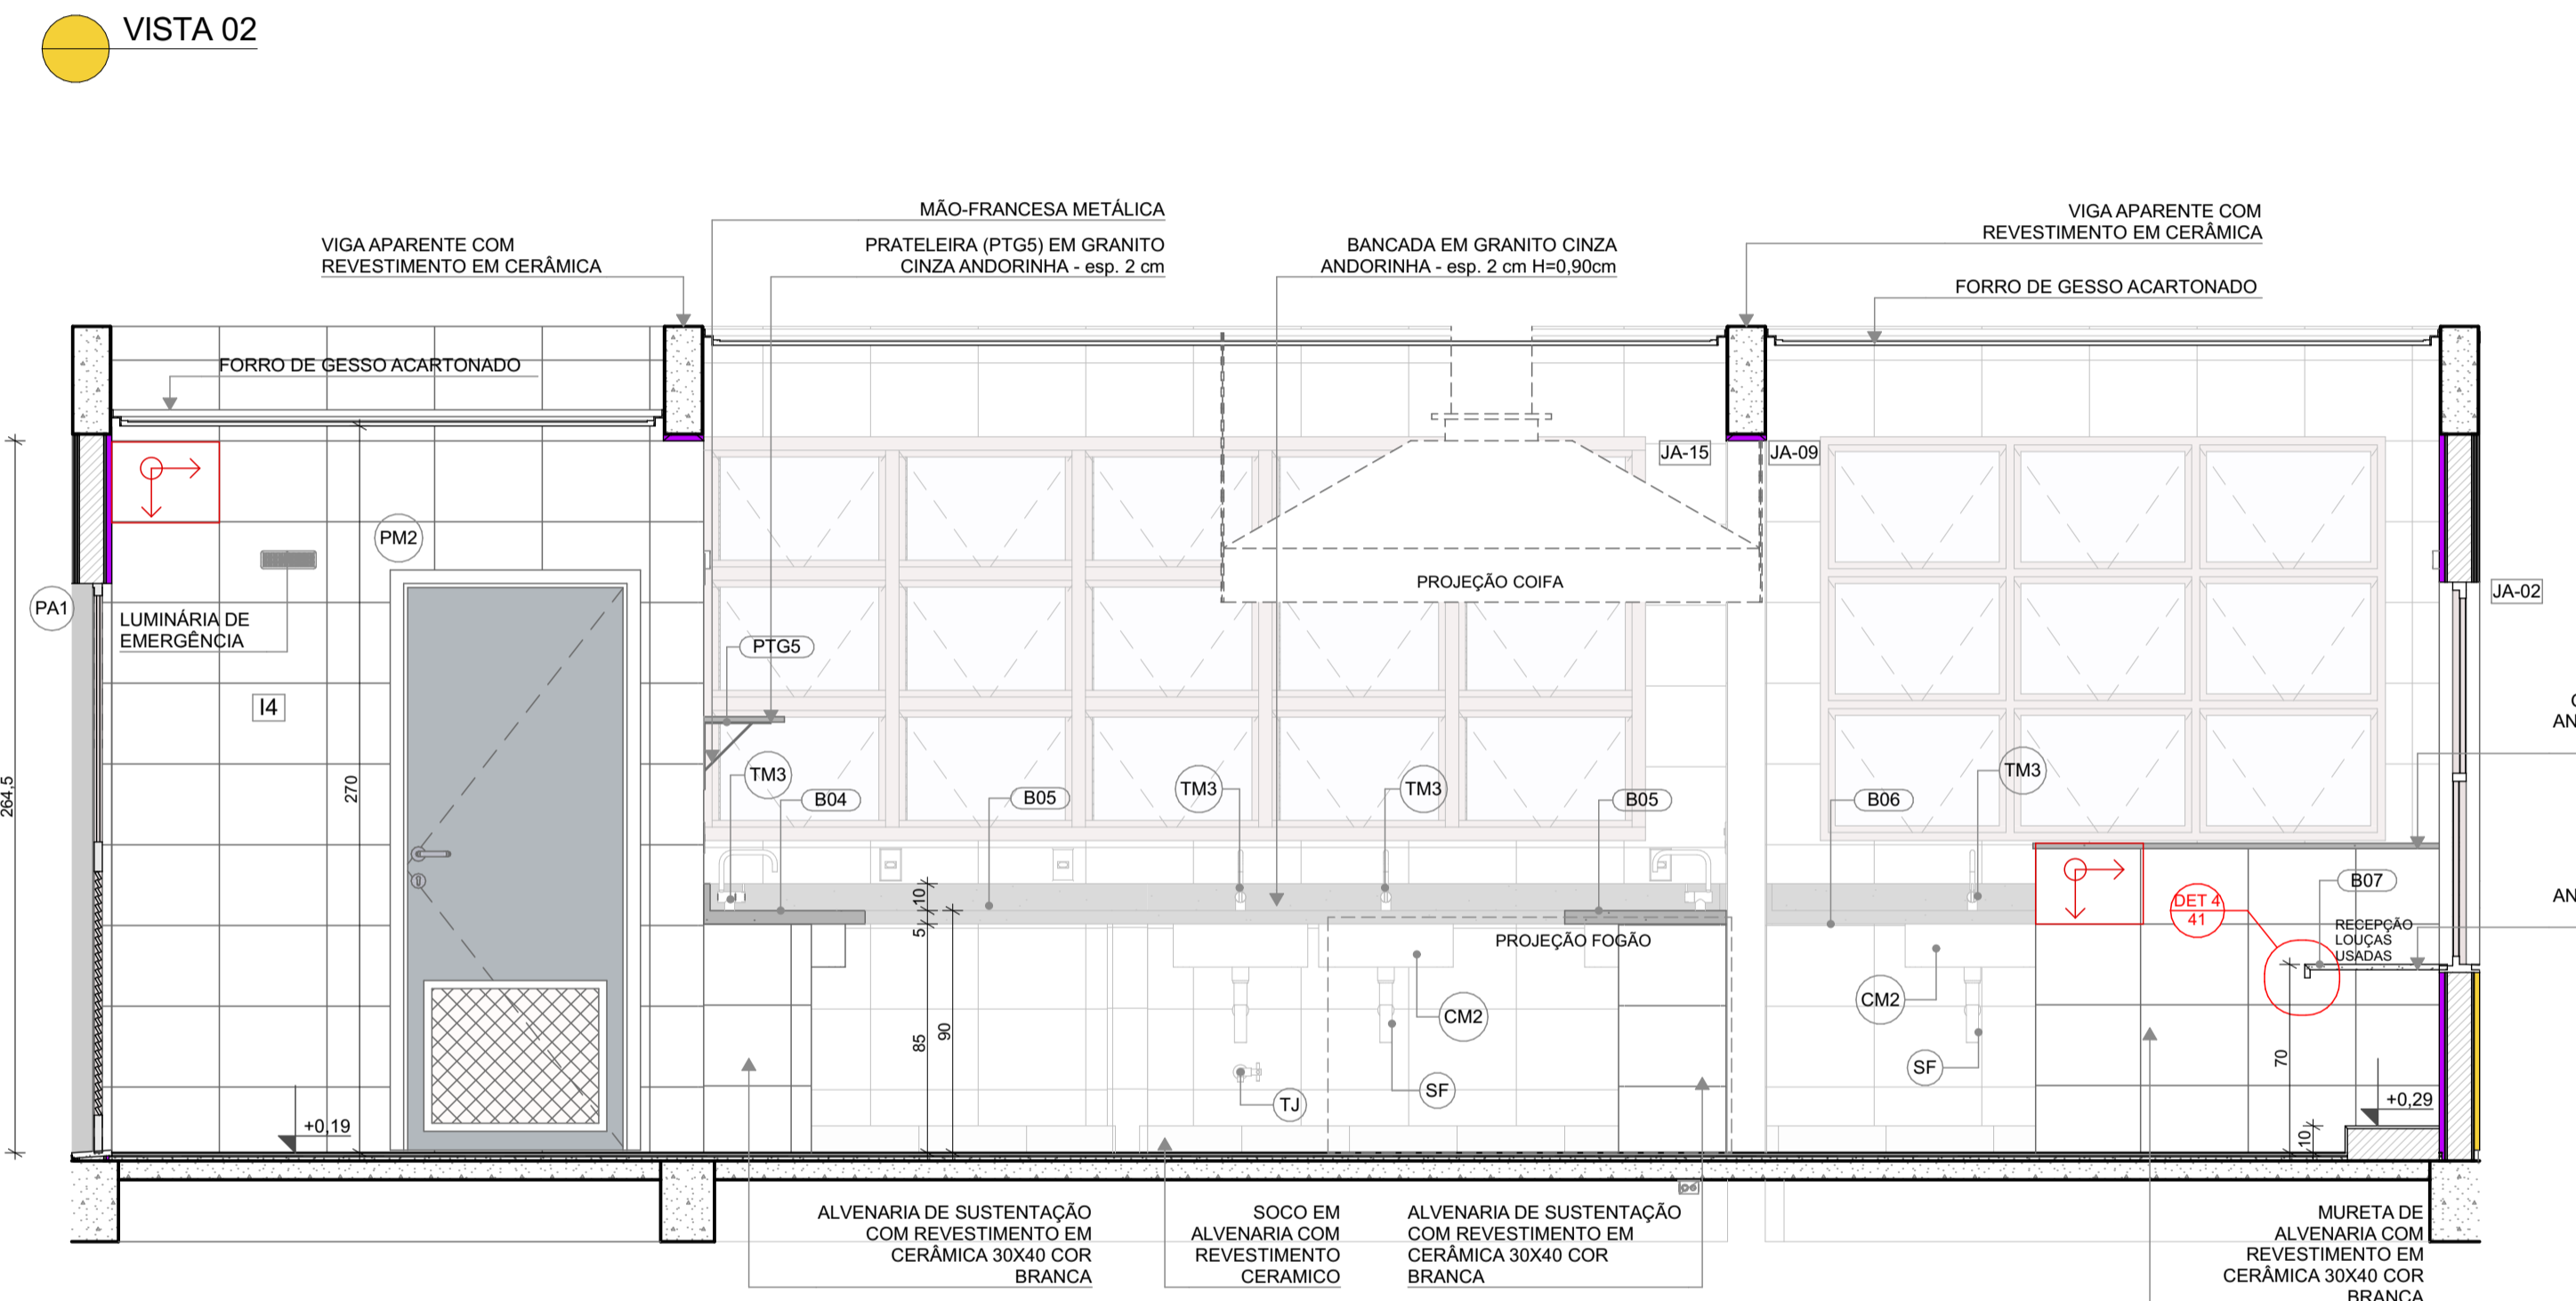 VISTA 02
MÃO-FRANCESA METÁLICA
VIGA APARENTE COM
REVESTIMENTO EM CERÂMICA
PRATELEIRA (PTG5) EM GRANITO
CINZA ANDORINHA - esp. 2 cm
BANCADA EM GRANITO CINZA
ANDORINHA - esp. 2 cm H=0,90cm
VIGA APARENTE COM
REVESTIMENTO EM CERÂMICA
FORRO DE GESSO ACARTONADO
FORRO DE GESSO ACARTONADO
JA-15
JA-09
PM2
PROJEÇÃO COIFA
JA-02
PA1
LUMINÁRIA DE
EMERGÊNCIA
PTG5
I4
264,5
270
TM3
TM3
TM3
TM3
B04
B05
B05
B06
AN
B07
10
5
DET 4
41
AN
RECEPÇÃO
LOUÇAS
USADAS
PROJEÇÃO FOGÃO
85
90
CM2
CM2
SF
SF
TJ
70
+0,19
+0,29
10
ALVENARIA DE SUSTENTAÇÃO
COM REVESTIMENTO EM
CERÂMICA 30X40 COR
BRANCA
SOCO EM
ALVENARIA COM
REVESTIMENTO
CERAMICO
ALVENARIA DE SUSTENTAÇÃO
COM REVESTIMENTO EM
CERÂMICA 30X40 COR
BRANCA
MURETA DE
ALVENARIA COM
REVESTIMENTO EM
CERÂMICA 30X40 COR
BRANCA